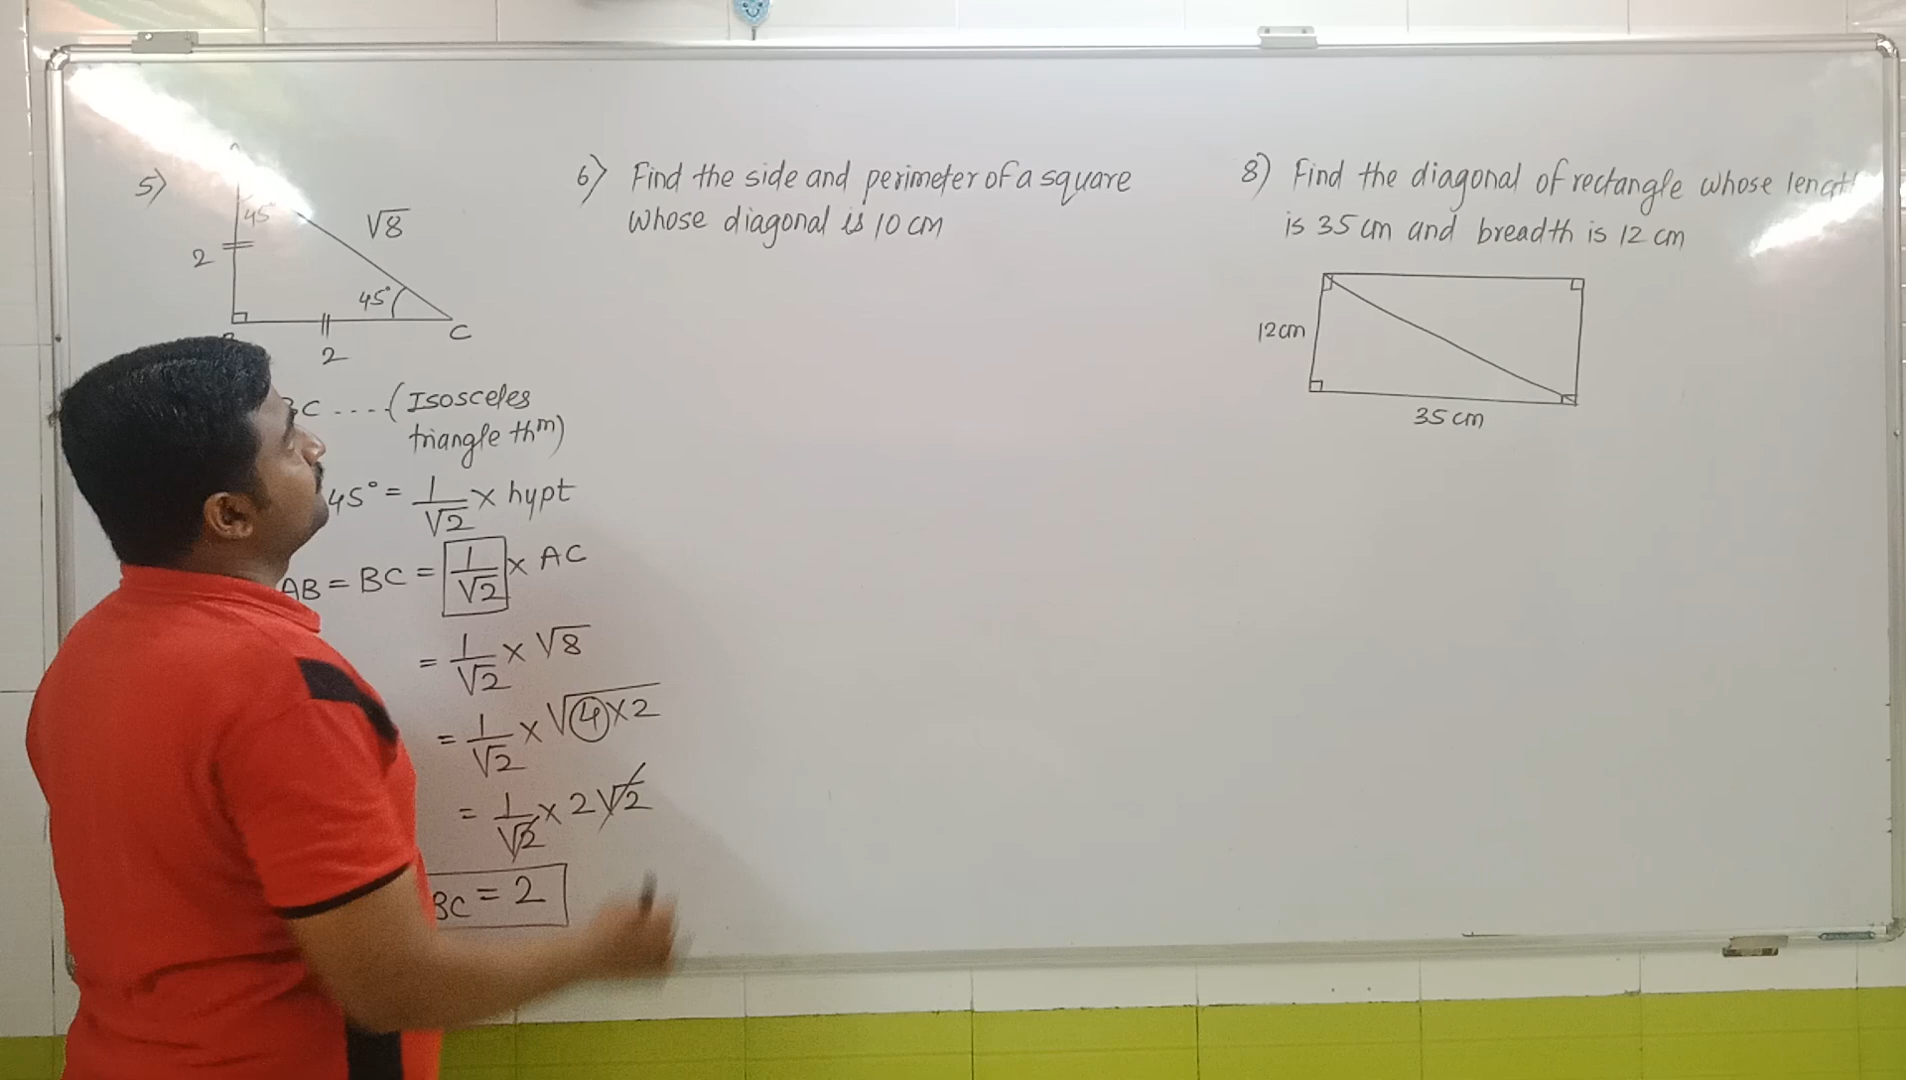 5)
45°
√8
2
45°
C
2
BC ....(Isosceles
triangle thm)
45° = 1/√2 × hypt
AB = BC = 1/√2 × AC
= 1/√2 × √8
= 1/√2 × √4×2
= 1/√2 × 2√2
BC = 2
6) Find the side and perimeter of a square
whose diagonal is 10 cm
8) Find the diagonal of rectangle whose length
is 35 cm and breadth is 12 cm
12cm
35 cm